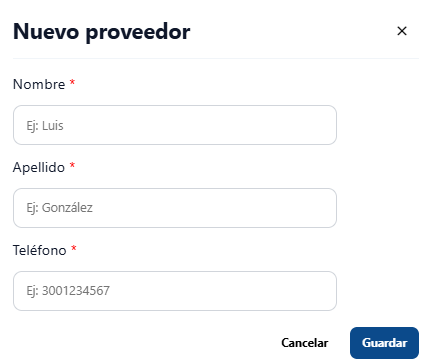 Nuevo proveedor
Nombre *
Ej: Luis
Apellido *
Ej: González
Teléfono *
Ej: 3001234567
Cancelar Guardar